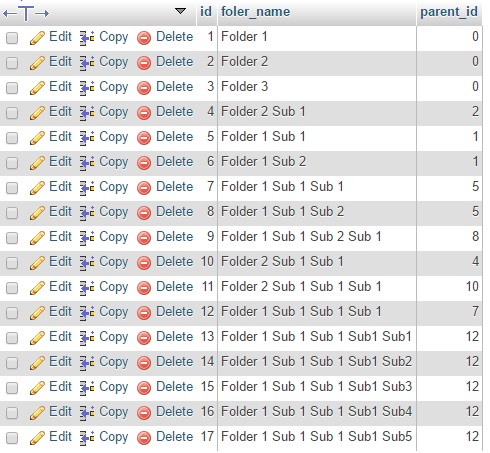 ←T→ ▼ id foler_name parent_id
Edit Copy Delete 1 Folder 1 0
Edit Copy Delete 2 Folder 2 0
Edit Copy Delete 3 Folder 3 0
Edit Copy Delete 4 Folder 2 Sub 1 2
Edit Copy Delete 5 Folder 1 Sub 1 1
Edit Copy Delete 6 Folder 1 Sub 2 1
Edit Copy Delete 7 Folder 1 Sub 1 Sub 1 5
Edit Copy Delete 8 Folder 1 Sub 1 Sub 2 5
Edit Copy Delete 9 Folder 1 Sub 1 Sub 2 Sub 1 8
Edit Copy Delete 10 Folder 2 Sub 1 Sub 1 4
Edit Copy Delete 11 Folder 2 Sub 1 Sub 1 Sub 1 10
Edit Copy Delete 12 Folder 1 Sub 1 Sub 1 Sub 1 7
Edit Copy Delete 13 Folder 1 Sub 1 Sub 1 Sub1 Sub1 12
Edit Copy Delete 14 Folder 1 Sub 1 Sub 1 Sub1 Sub2 12
Edit Copy Delete 15 Folder 1 Sub 1 Sub 1 Sub1 Sub3 12
Edit Copy Delete 16 Folder 1 Sub 1 Sub 1 Sub1 Sub4 12
Edit Copy Delete 17 Folder 1 Sub 1 Sub 1 Sub1 Sub5 12